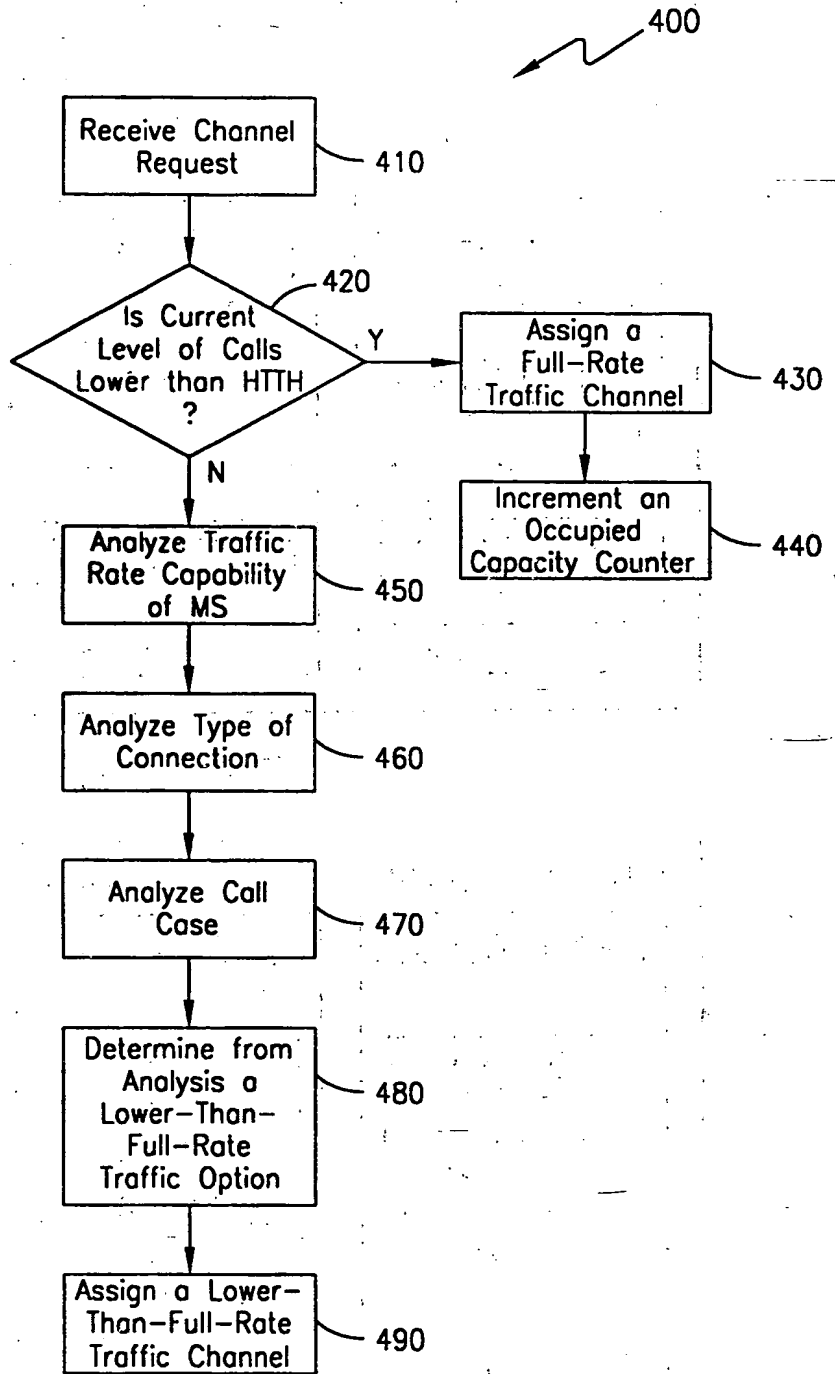 400
Receive Channel
Request
410
420
Is Current
Level of Calls
Lower than HTTH
?
Y
N
Assign a
Full-Rate
Traffic Channel
430
Increment an
Occupied
Capacity Counter
440
Analyze Traffic
Rate Capability
of MS
450
Analyze Type of
Connection
460
Analyze Call
Case
470
Determine from
Analysis a
Lower-Than-
Full-Rate
Traffic Option
480
Assign a Lower-
Than-Full-Rate
Traffic Channel
490